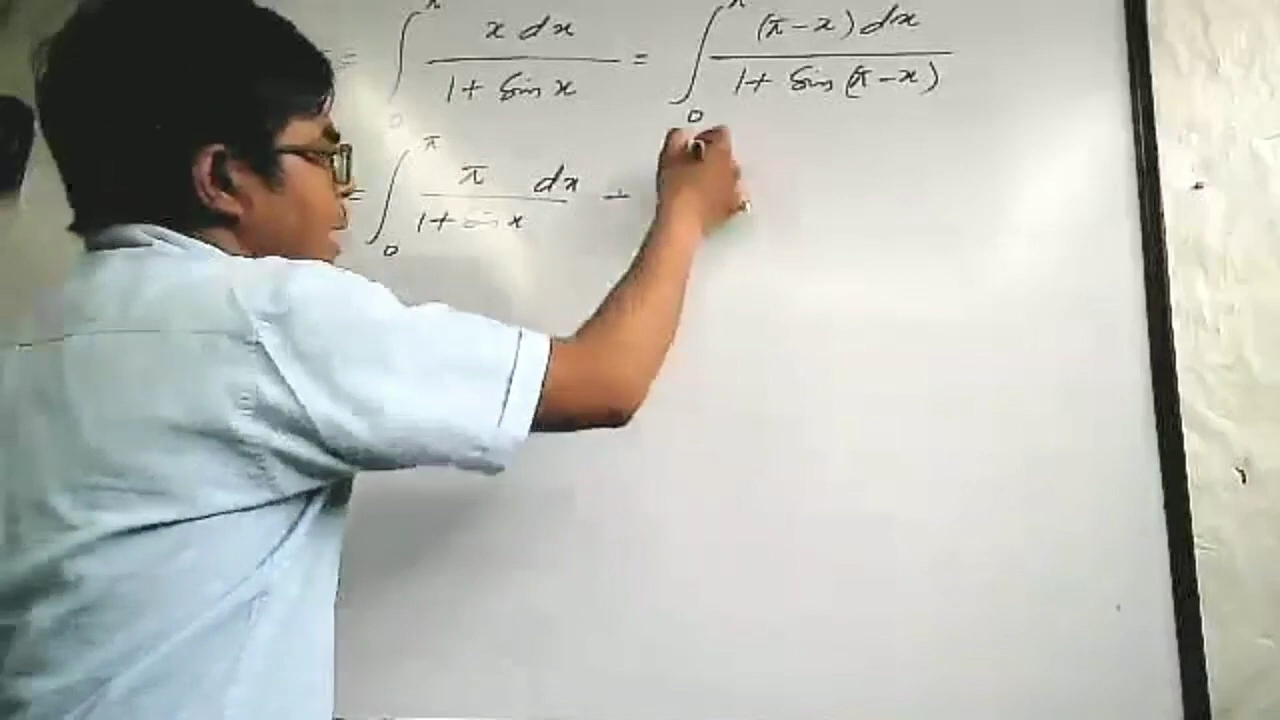 = ∫₀^π x dx / (1 + sin x) = ∫₀^π (π-x) dx / (1 + sin (π-x))
= ∫₀^π π dx / (1 + sin x) -